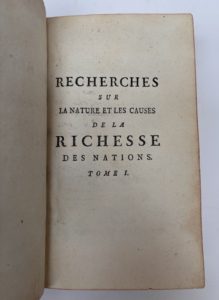 RECHERCHES
SUR
LA NATURE ET LES CAUSES
DE LA
RICHESSE
DES NATIONS.
TOME I.